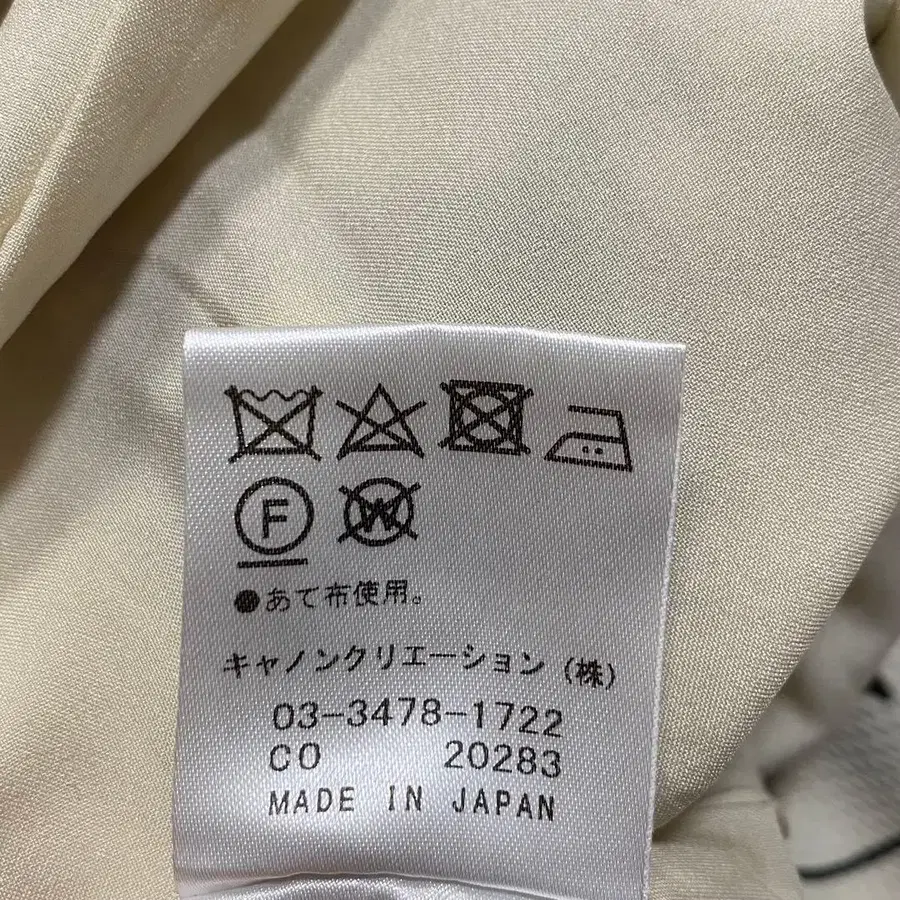 F W
●あて布使用。
キャノンクリエーション（株）
03-3478-1722
CO 20283
MADE IN JAPAN